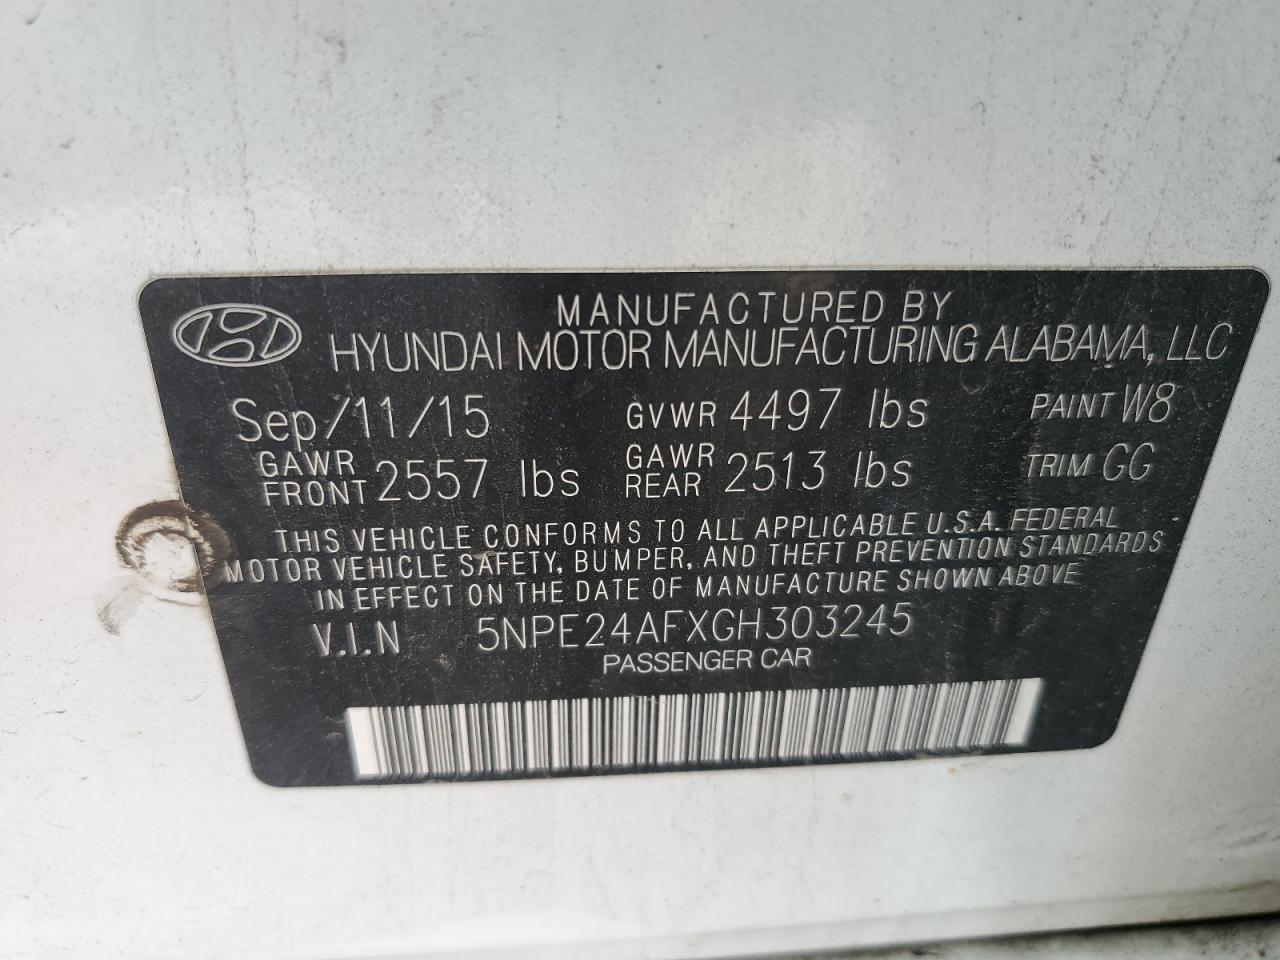 MANUFACTURED BY
HYUNDAI MOTOR MANUFACTURING ALABAMA, LLC
Sep/11/15 GVWR 4497 lbs PAINT W8
GAWR FRONT 2557 lbs GAWR REAR 2513 lbs TRIM GG
THIS VEHICLE CONFORMS TO ALL APPLICABLE U.S.A. FEDERAL
MOTOR VEHICLE SAFETY, BUMPER, AND THEFT PREVENTION STANDARDS
IN EFFECT ON THE DATE OF MANUFACTURE SHOWN ABOVE
V.I.N 5NPE24AFXGH303245
PASSENGER CAR